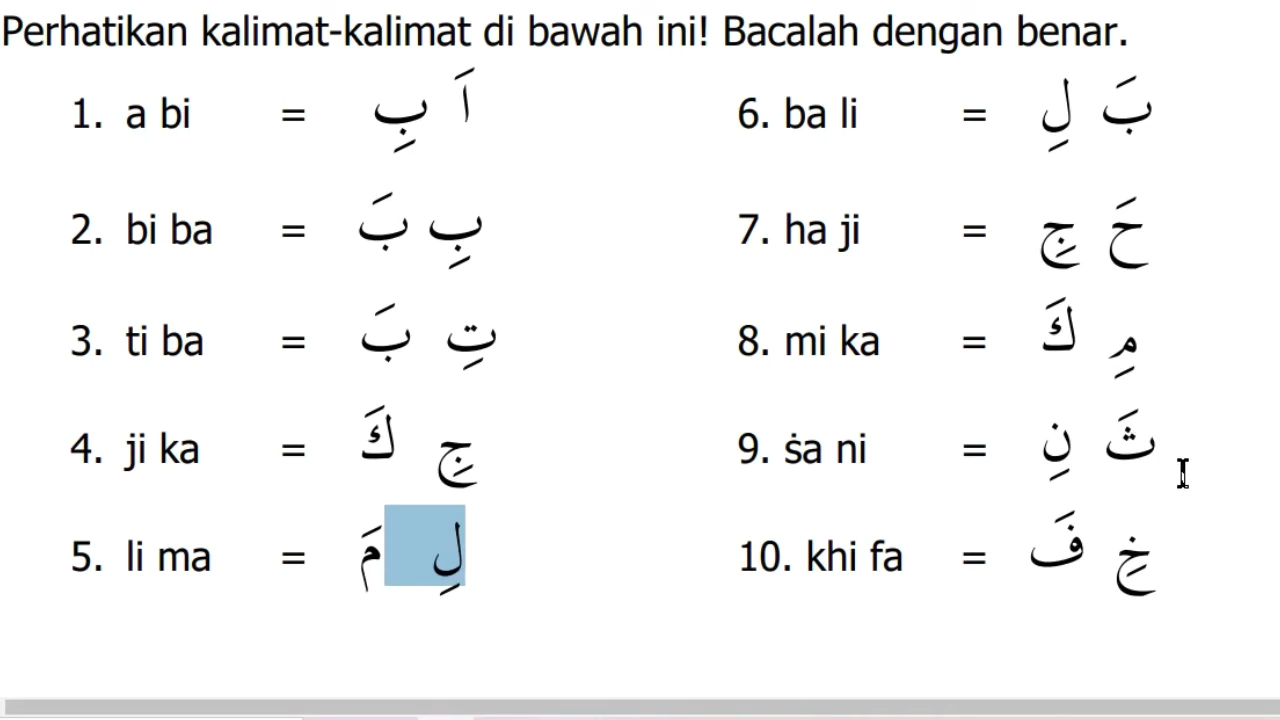 Perhatikan kalimat-kalimat di bawah ini! Bacalah dengan benar.
1. a bi = اَ بِ
2. bi ba = بِ بَ
3. ti ba = تِ بَ
4. ji ka = جِ كَ
5. li ma = لِ مَ
6. ba li = بَ لِ
7. ha ji = حَ جِ
8. mi ka = مِ كَ
9. ṡa ni = ثَ نِ
10. khi fa = خِ فَ